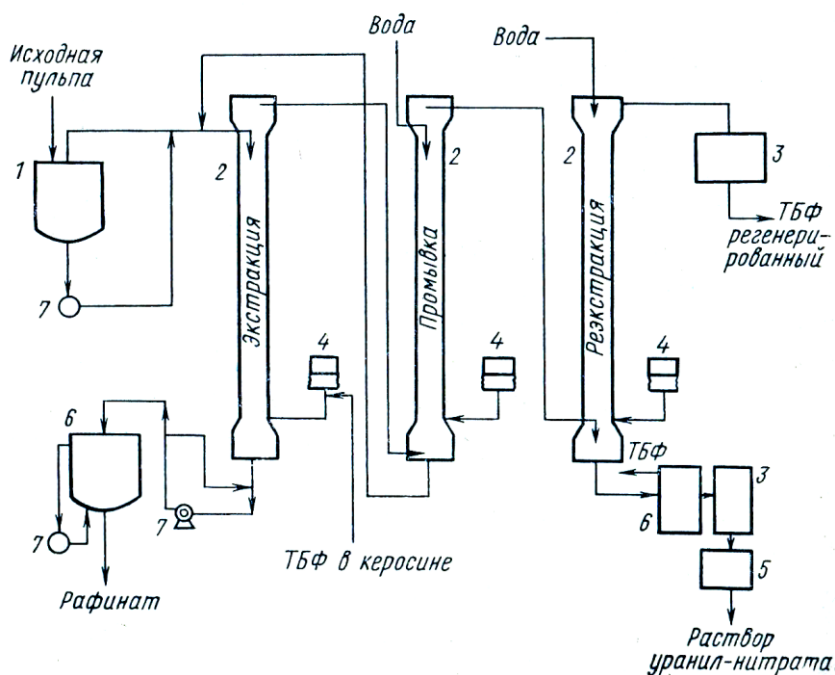 Исходная
пульпа
Вода
Вода
1
2
2
2
3
ТБФ
регенери-
рованный
7
Экстракция
Промывка
Реэкстракция
4
4
4
6
7
7
ТБФ в керосине
Рафинат
ТБФ
6
3
5
Раствор
уранил-нитрата